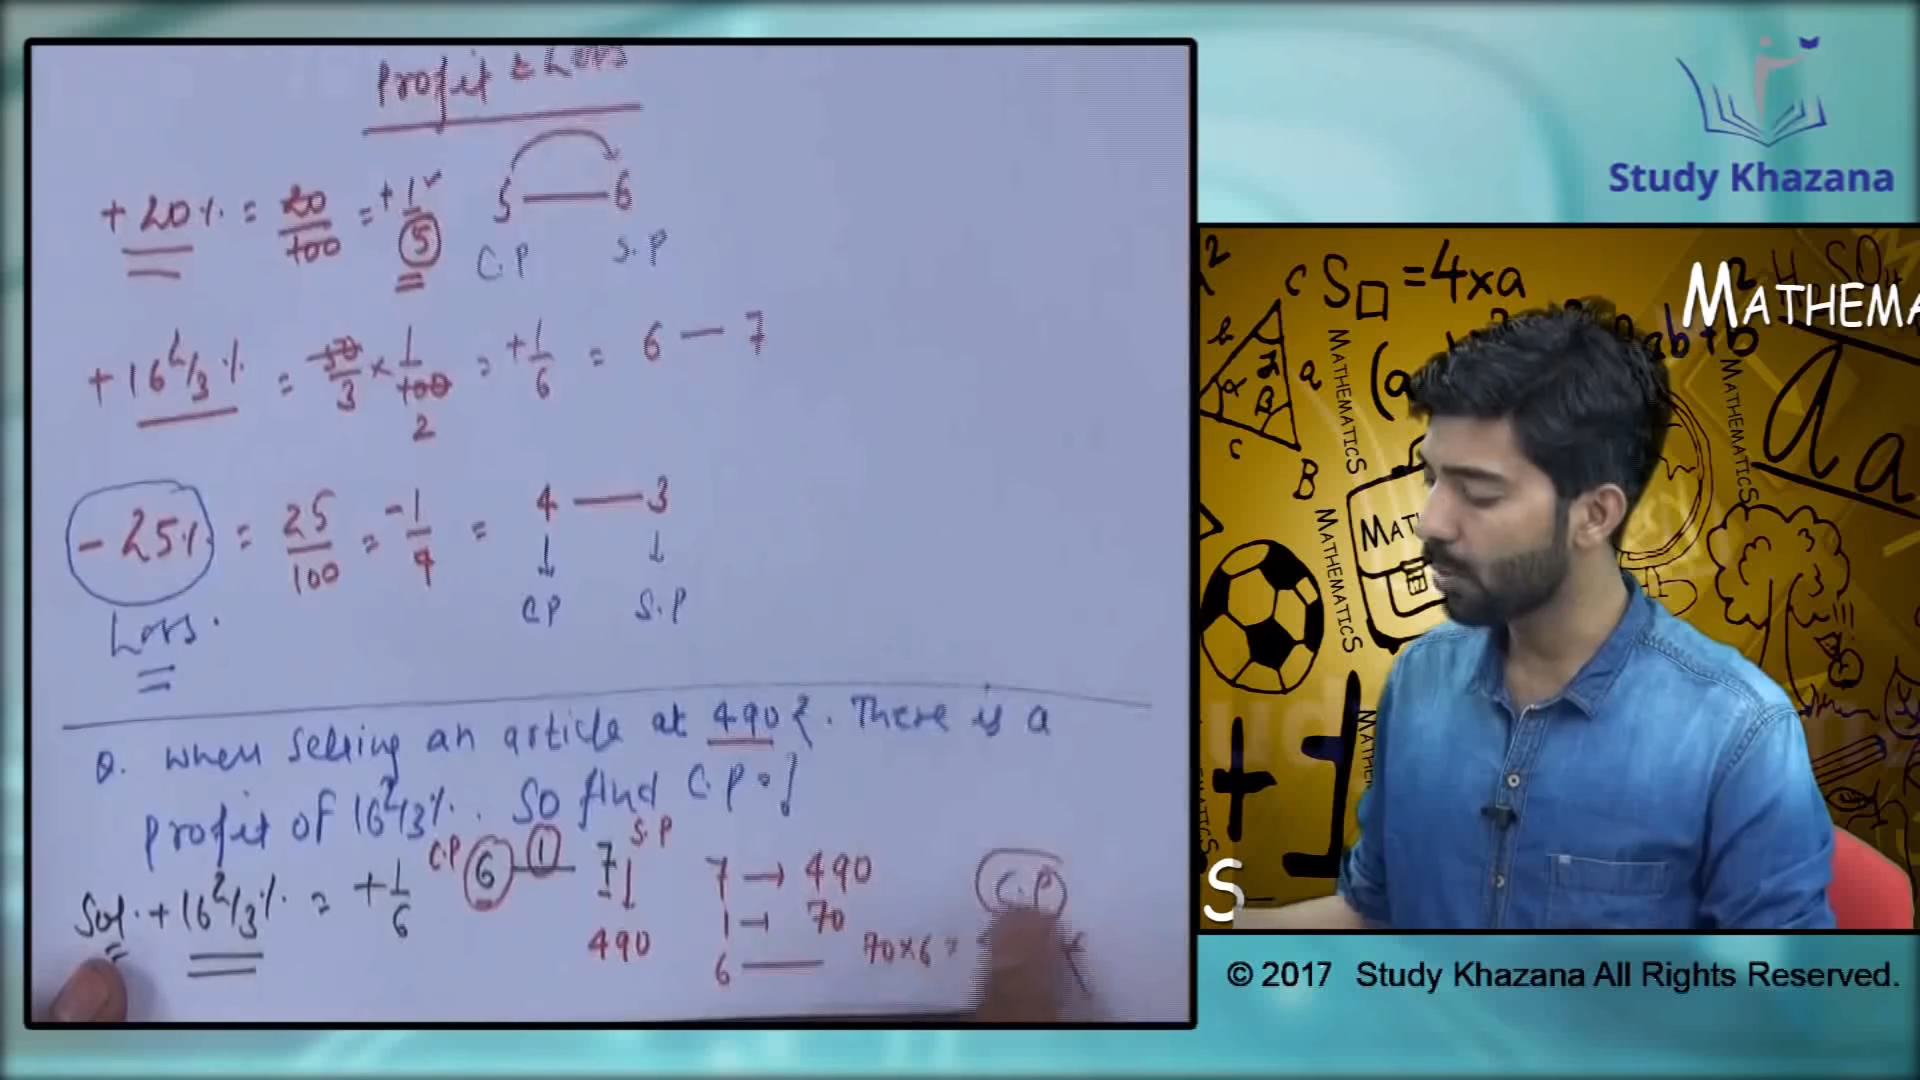 Profit & Loss
+20% = 20/100 = +1/5 5 — 6
C.P S.P
+16 2/3 % = 50/3 × 1/100 = +1/6 = 6 — 7
2
-25% = 25/100 = -1/4 = 4 — 3
Loss. C.P S.P
Q. When selling an article at 490 ₹. There is a
profit of 16 2/3 %. So find C.P = ?
Sol. +16 2/3 % = +1/6 C.P 6 1 7 S.P
490
7 → 490
1 → 70
6 — 70×6 =
C.P
Study Khazana
S□ = 4×a
MATHEMA
MATHEMATICS
MATHEMATICS
MATHEMATICS
S
© 2017 Study Khazana All Rights Reserved.